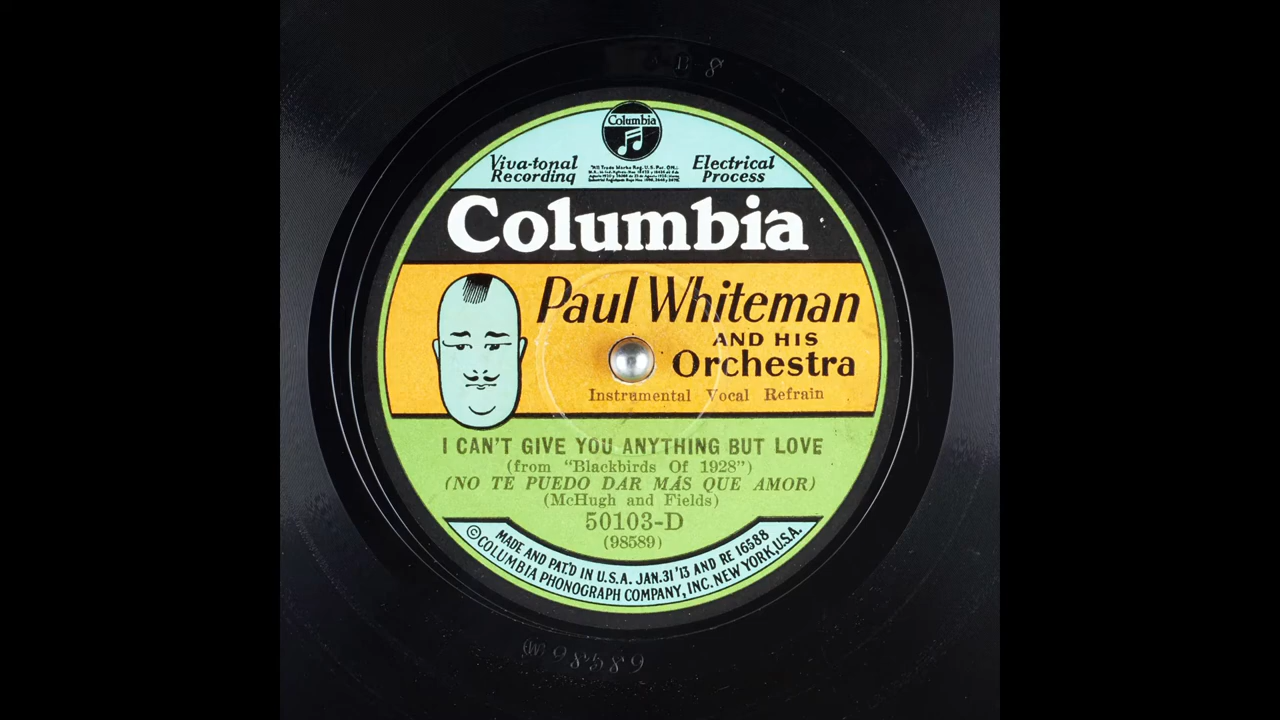 B-8
Columbia
Viva-tonal Recording
Electrical Process
Columbia
Paul Whiteman
AND HIS
Orchestra
Instrumental Vocal Refrain
I CAN'T GIVE YOU ANYTHING BUT LOVE
(from "Blackbirds Of 1928")
(NO TE PUEDO DAR MÁS QUE AMOR)
(McHugh and Fields)
50103-D
(98589)
MADE AND PAT'D IN U.S.A. JAN.31 '13 AND RE 16588
©COLUMBIA PHONOGRAPH COMPANY, INC. NEW YORK, U.S.A.
W 98589